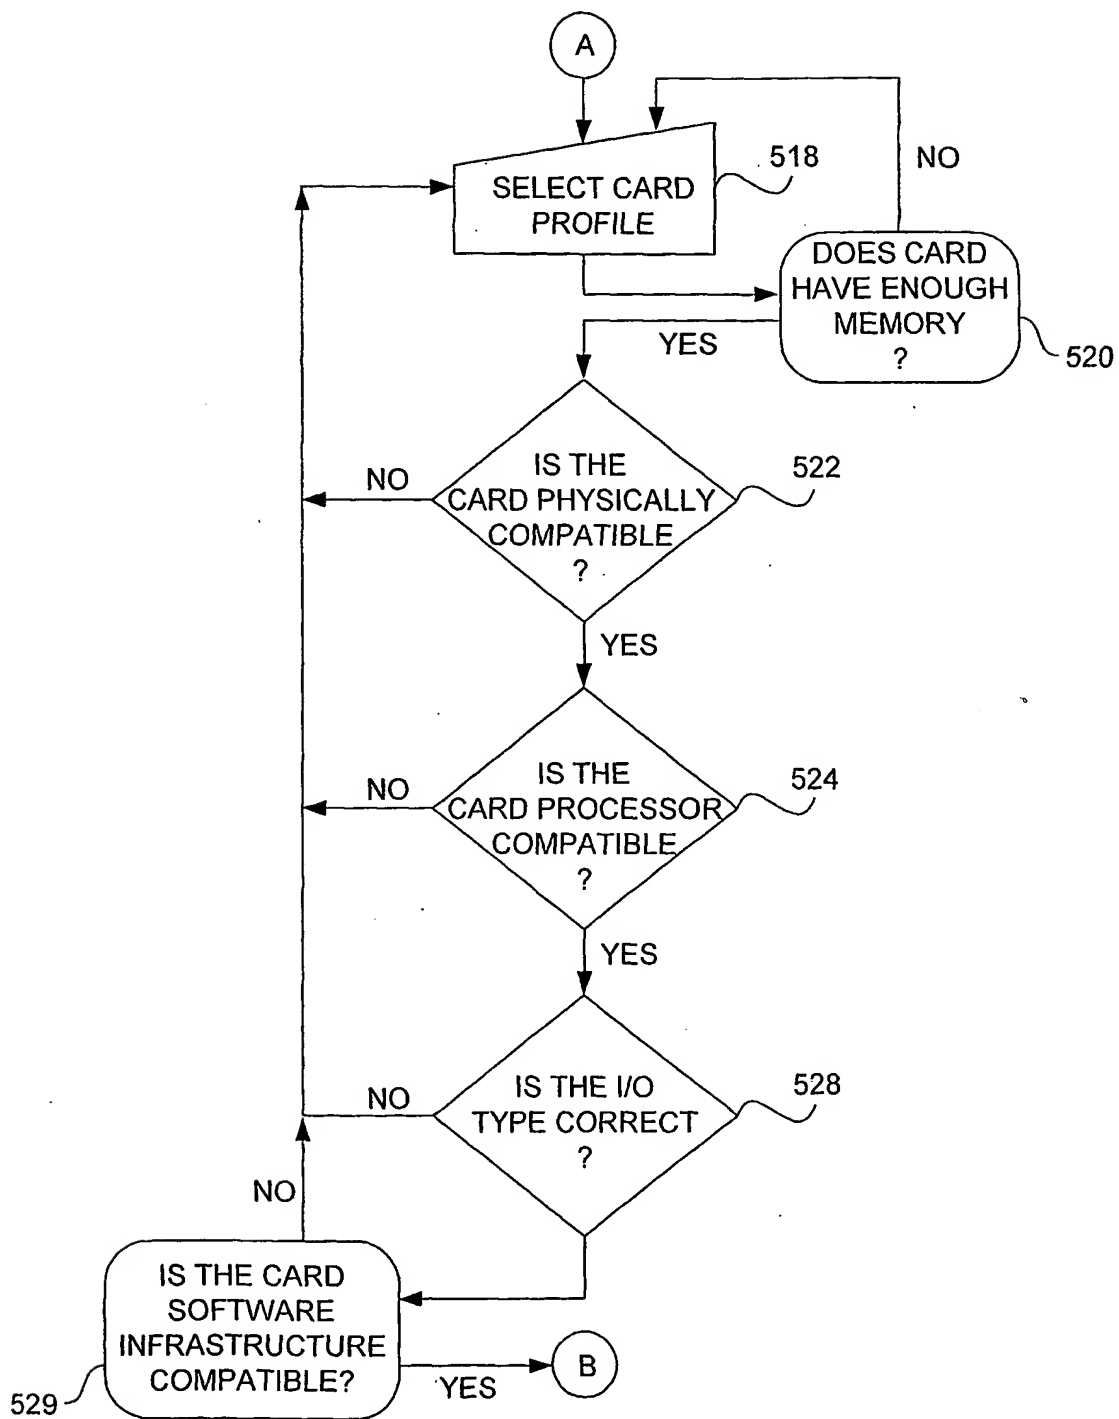 A
SELECT CARD
PROFILE
518
NO
DOES CARD
HAVE ENOUGH
MEMORY
?
520
YES
IS THE
CARD PHYSICALLY
COMPATIBLE
?
522
NO
YES
IS THE
CARD PROCESSOR
COMPATIBLE
?
524
NO
YES
IS THE I/O
TYPE CORRECT
?
528
NO
NO
IS THE CARD
SOFTWARE
INFRASTRUCTURE
COMPATIBLE?
529
YES
B